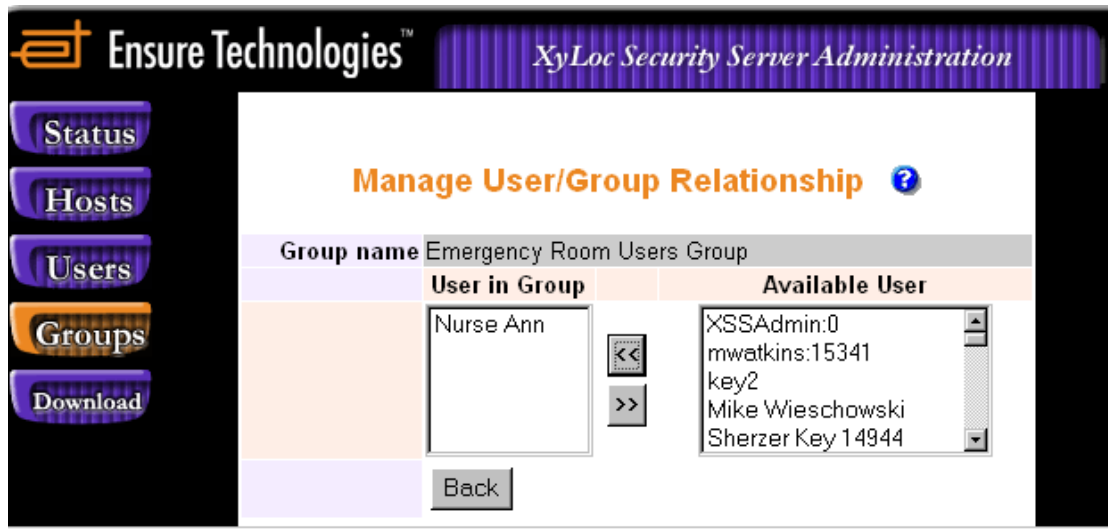 Ensure Technologies™
XyLoc Security Server Administration
Status
Hosts
Users
Groups
Download
Manage User/Group Relationship ?
Group name Emergency Room Users Group
User in Group Available User
Nurse Ann
<<
>>
XSSAdmin:0
mwatkins:15341
key2
Mike Wieschowski
Sherzer Key 14944
Back